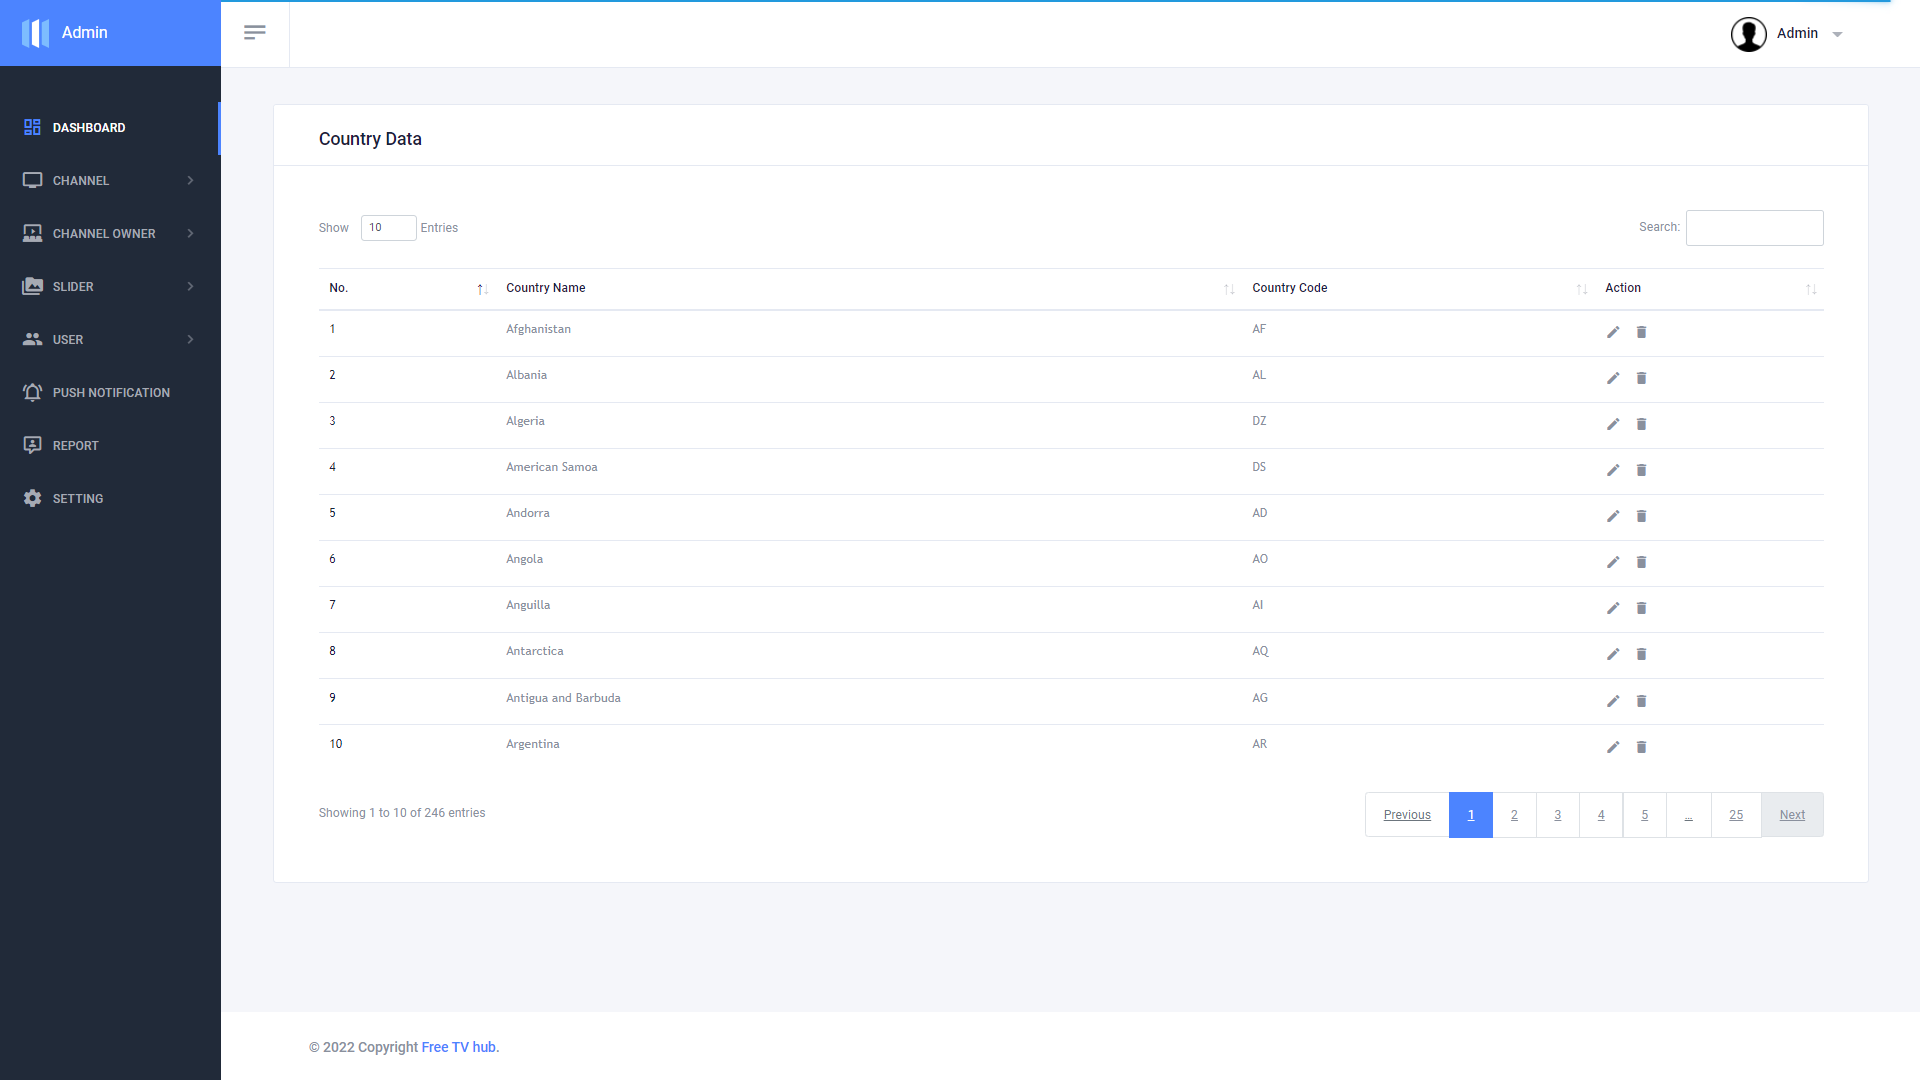 Admin
Admin
DASHBOARD
CHANNEL
CHANNEL OWNER
SLIDER
USER
PUSH NOTIFICATION
REPORT
SETTING
Country Data
Show 10 Entries
Search:
No. Country Name Country Code Action
1 Afghanistan AF
2 Albania AL
3 Algeria DZ
4 American Samoa DS
5 Andorra AD
6 Angola AO
7 Anguilla AI
8 Antarctica AQ
9 Antigua and Barbuda AG
10 Argentina AR
Showing 1 to 10 of 246 entries
Previous 1 2 3 4 5 … 25 Next
© 2022 Copyright Free TV hub.